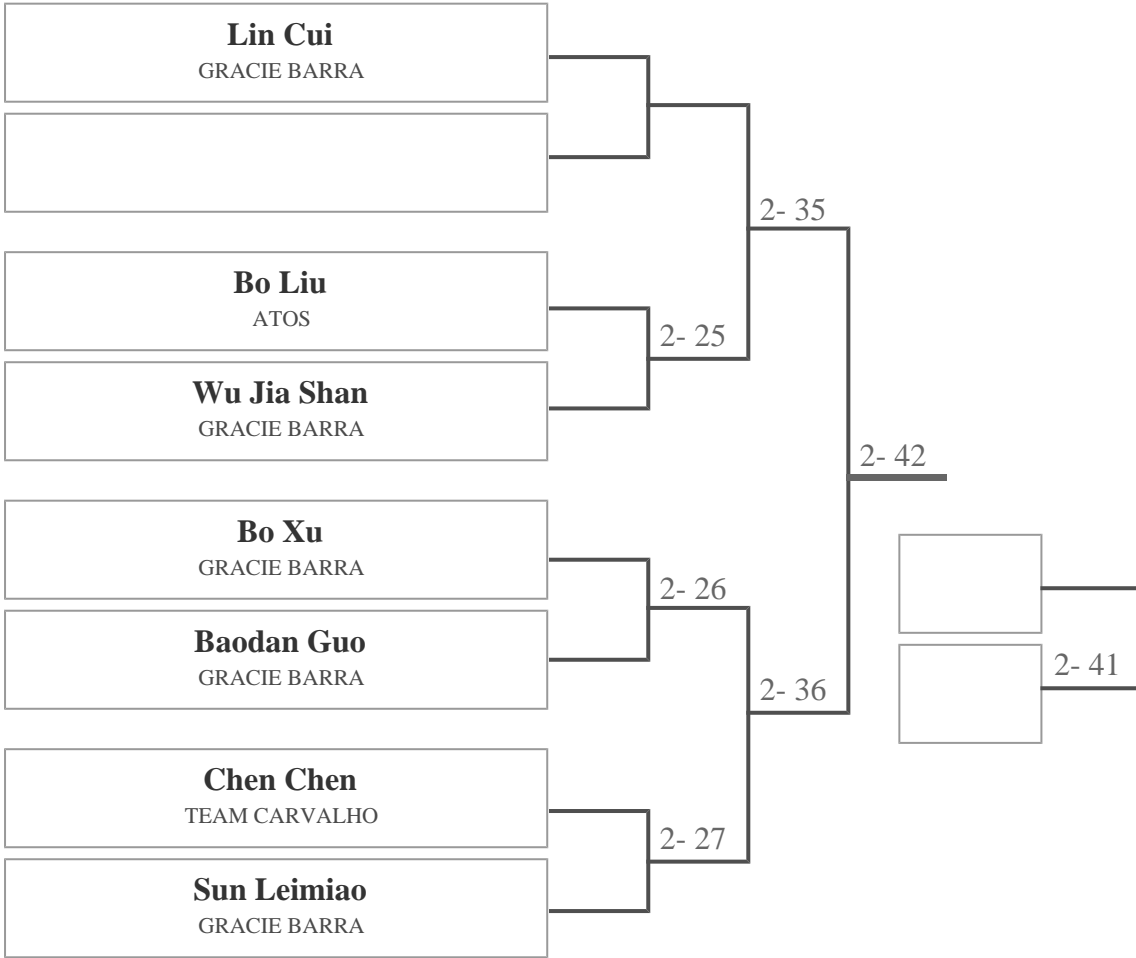 Lin Cui
GRACIE BARRA
2- 35
Bo Liu
ATOS
2- 25
Wu Jia Shan
GRACIE BARRA
2- 42
Bo Xu
GRACIE BARRA
2- 26
Baodan Guo
GRACIE BARRA
2- 36
2- 41
Chen Chen
TEAM CARVALHO
2- 27
Sun Leimiao
GRACIE BARRA